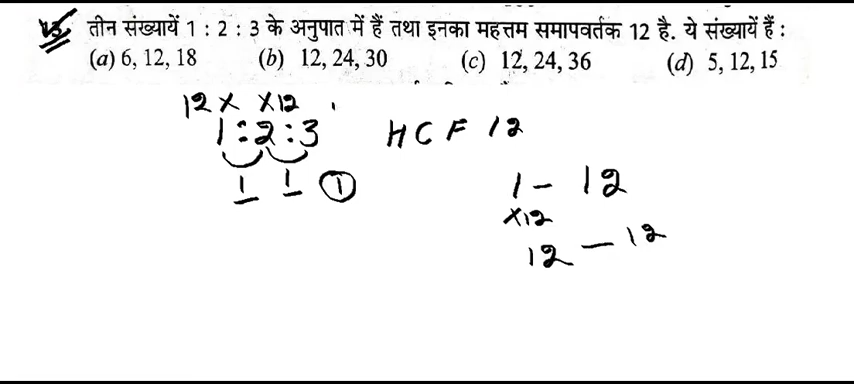 13. तीन संख्यायें 1 : 2 : 3 के अनुपात में हैं तथा इनका महत्तम समापवर्तक 12 है. ये संख्यायें हैं :
(a) 6, 12, 18 (b) 12, 24, 30 (c) 12, 24, 36 (d) 5, 12, 15
12 × ×12
1 : 2 : 3 HCF 12
1 1 1
1 - 12
×12
12 - 12